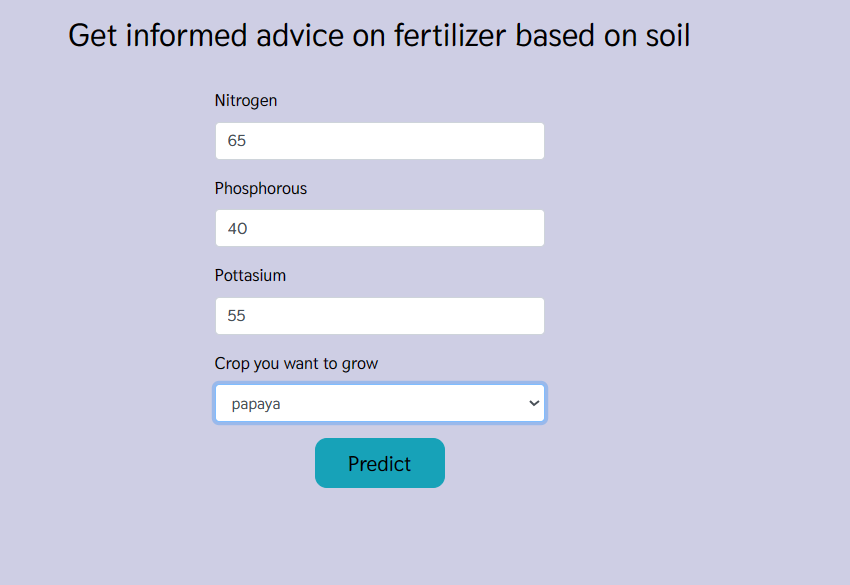 Get informed advice on fertilizer based on soil
Nitrogen
65
Phosphorous
40
Pottasium
55
Crop you want to grow
papaya
Predict